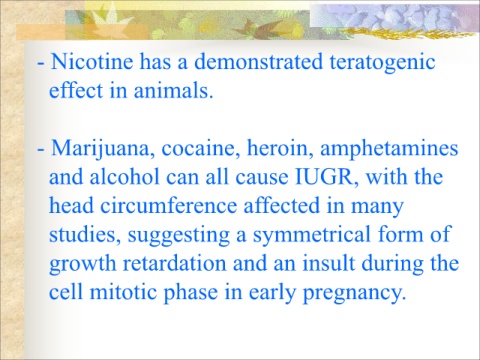 - Nicotine has a demonstrated teratogenic
effect in animals.
- Marijuana, cocaine, heroin, amphetamines
and alcohol can all cause IUGR, with the
head circumference affected in many
studies, suggesting a symmetrical form of
growth retardation and an insult during the
cell mitotic phase in early pregnancy.